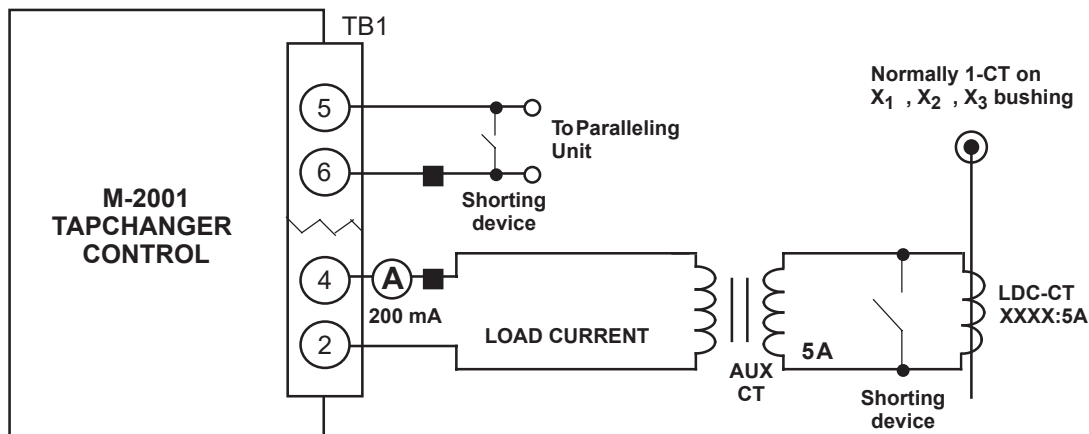 TB1
5
6
4
2
M-2001
TAPCHANGER
CONTROL
To Paralleling
Unit
Shorting
device
A
200 mA
LOAD CURRENT
AUX
CT
5A
Normally 1-CT on
X1 , X2 , X3 bushing
LDC-CT
XXXX:5A
Shorting
device